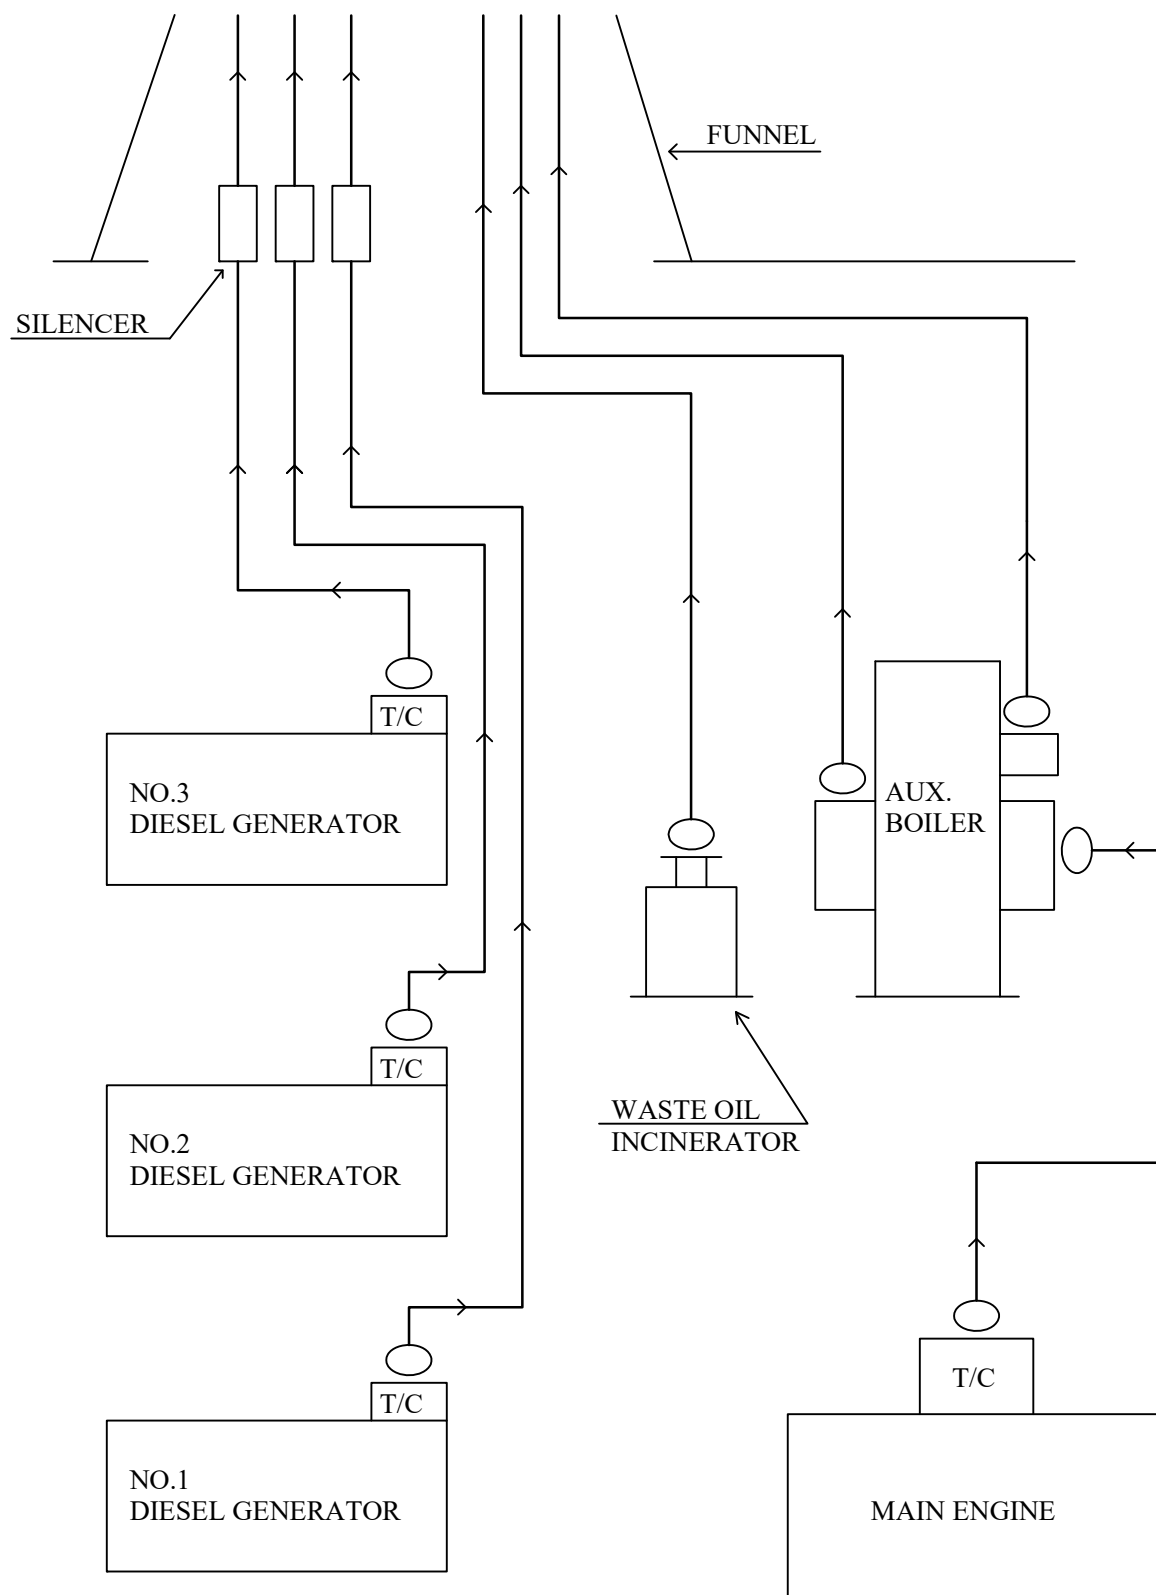 FUNNEL
SILENCER
T/C
NO.3
DIESEL GENERATOR
AUX.
BOILER
T/C
NO.2
DIESEL GENERATOR
WASTE OIL
INCINERATOR
T/C
NO.1
DIESEL GENERATOR
T/C
MAIN ENGINE